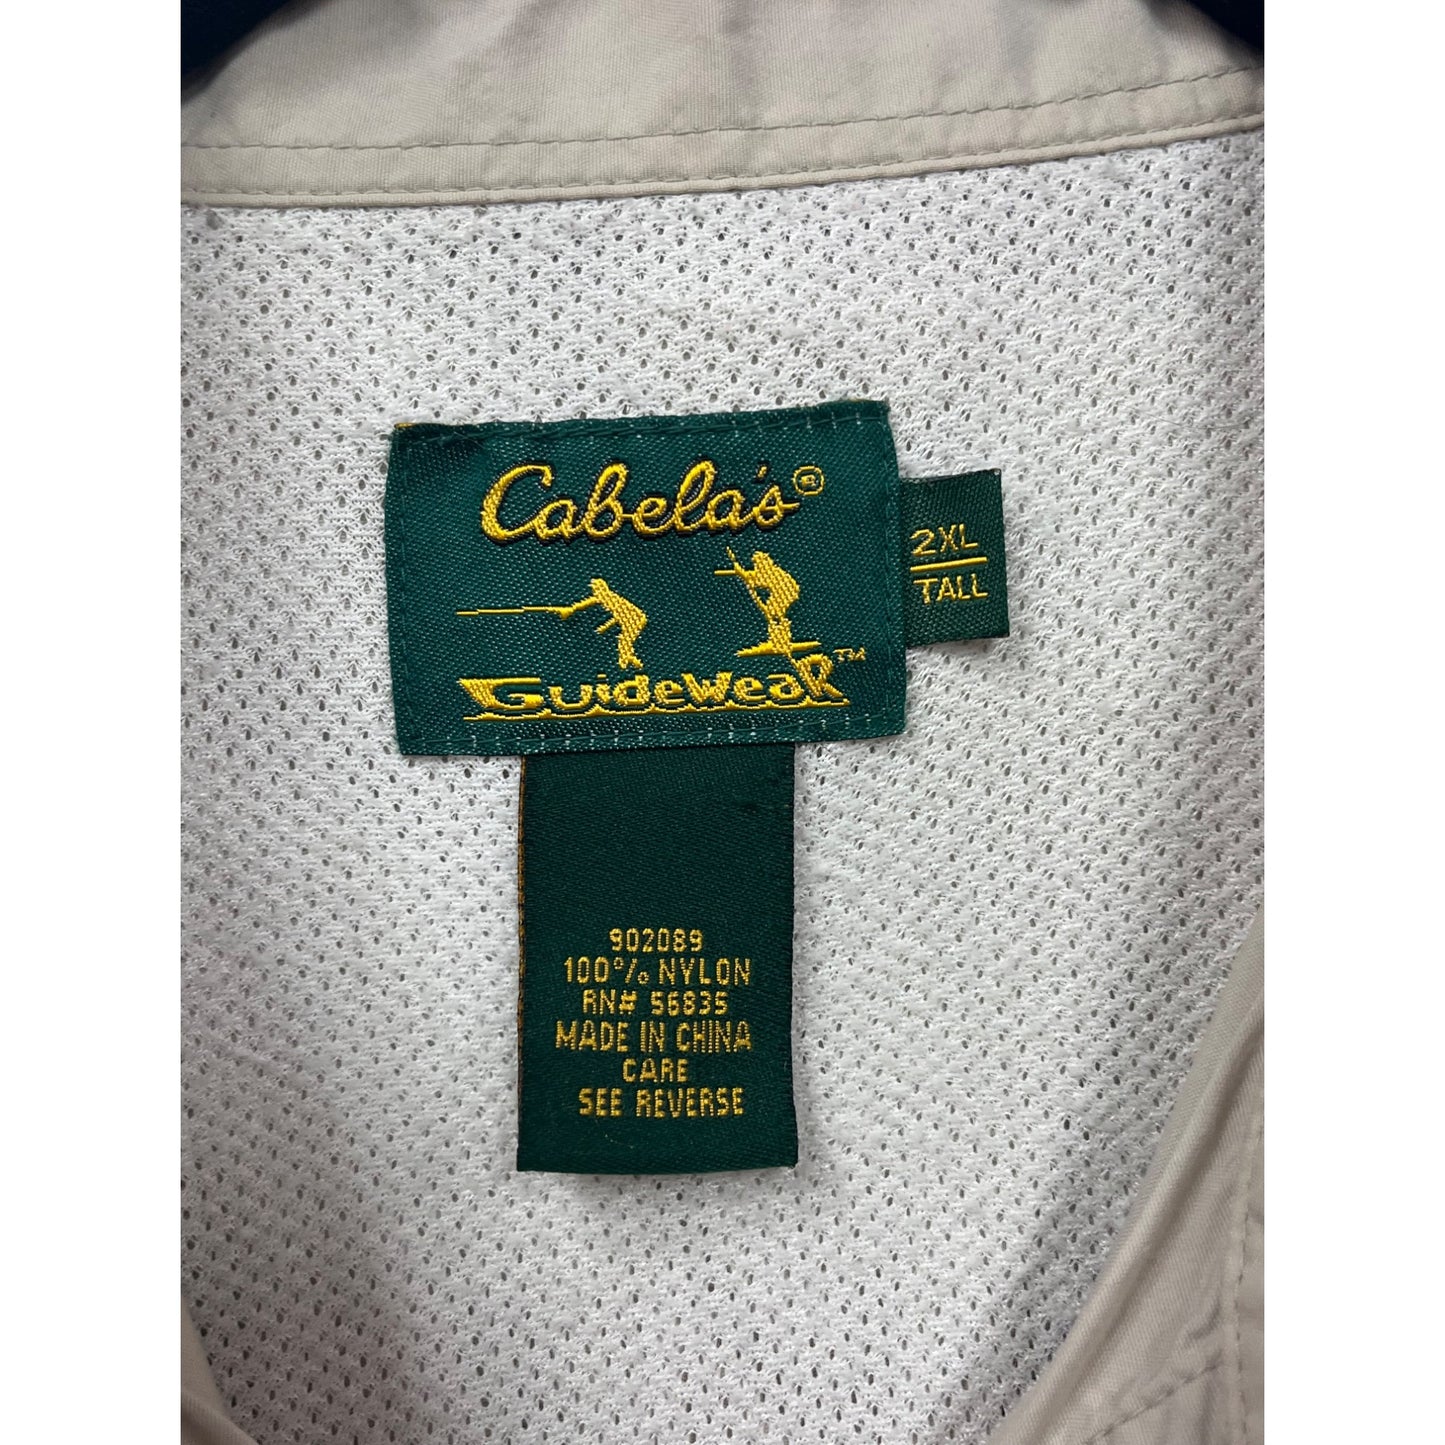 Cabela's®
GuideWear™
2XL
TALL
902089
100% NYLON
RN# 56835
MADE IN CHINA
CARE
SEE REVERSE